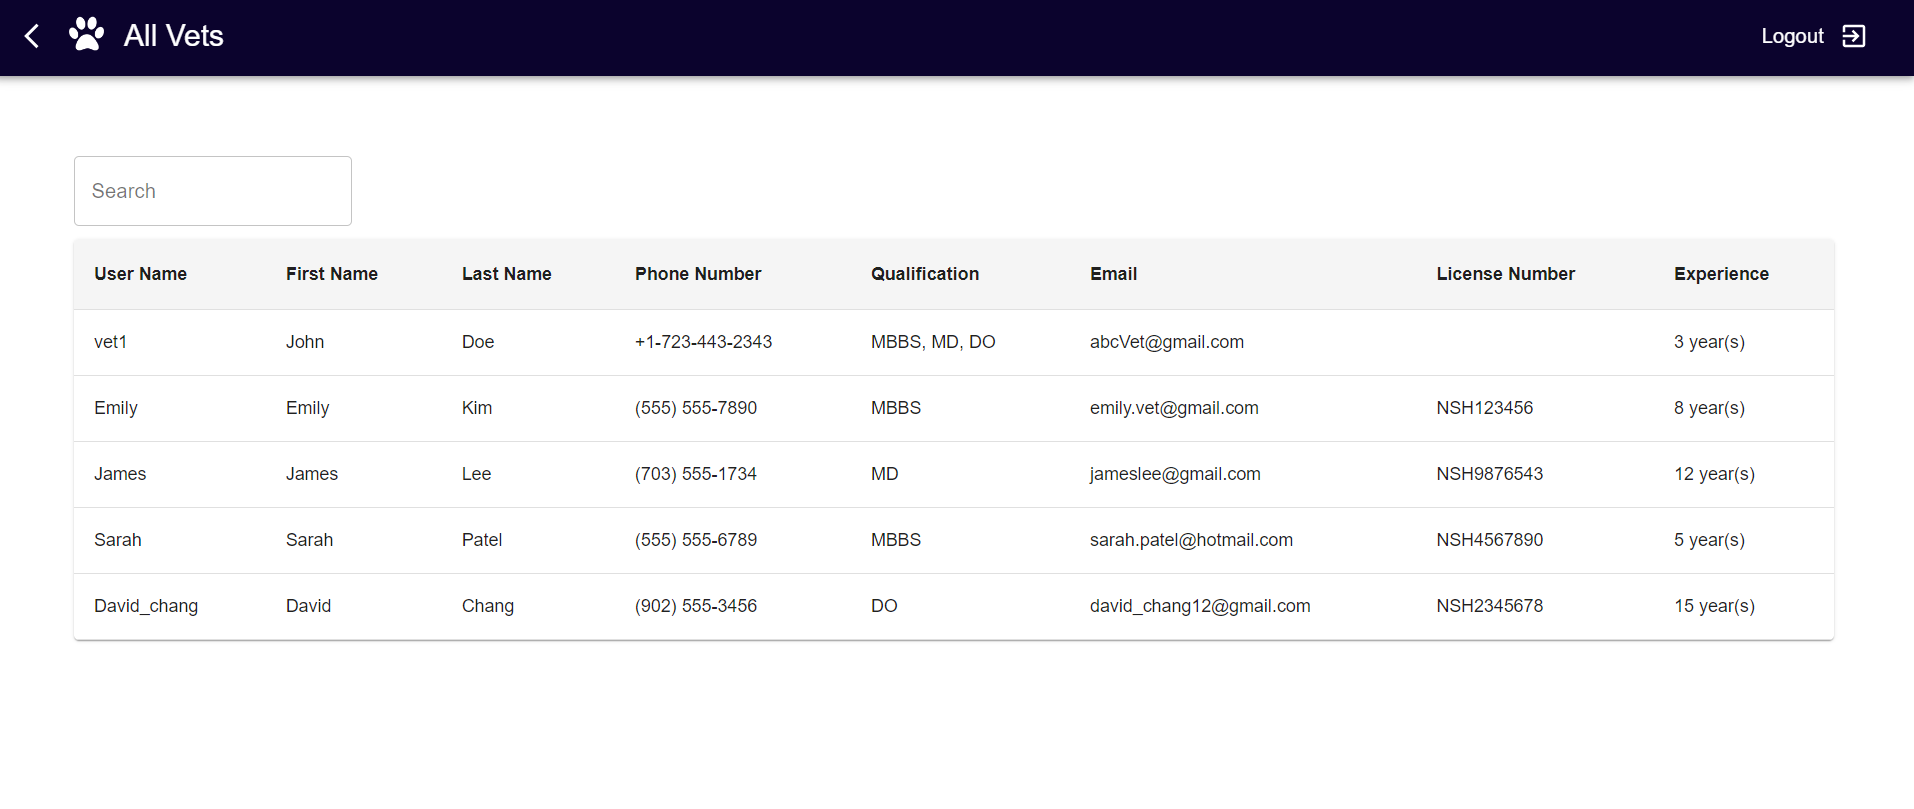 All Vets Logout
Search
User Name First Name Last Name Phone Number Qualification Email License Number Experience
vet1 John Doe +1-723-443-2343 MBBS, MD, DO abcVet@gmail.com 3 year(s)
Emily Emily Kim (555) 555-7890 MBBS emily.vet@gmail.com NSH123456 8 year(s)
James James Lee (703) 555-1734 MD jameslee@gmail.com NSH9876543 12 year(s)
Sarah Sarah Patel (555) 555-6789 MBBS sarah.patel@hotmail.com NSH4567890 5 year(s)
David_chang David Chang (902) 555-3456 DO david_chang12@gmail.com NSH2345678 15 year(s)